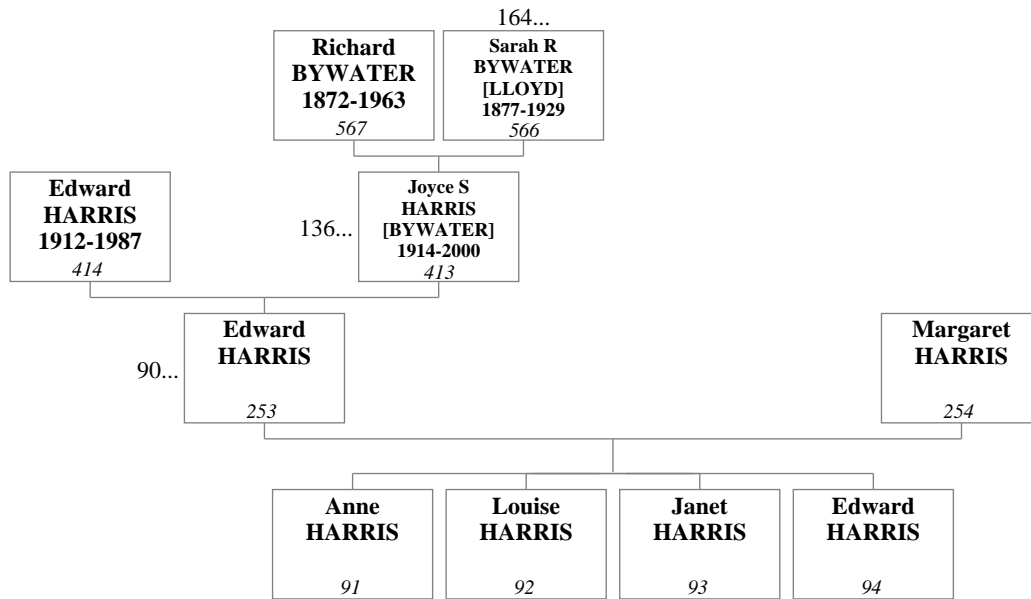 164...
Richard
BYWATER
1872-1963
567
Sarah R
BYWATER
[LLOYD]
1877-1929
566
Edward
HARRIS
1912-1987
414
136...
Joyce S
HARRIS
[BYWATER]
1914-2000
413
90...
Edward
HARRIS
253
Margaret
HARRIS
254
Anne
HARRIS
91
Louise
HARRIS
92
Janet
HARRIS
93
Edward
HARRIS
94